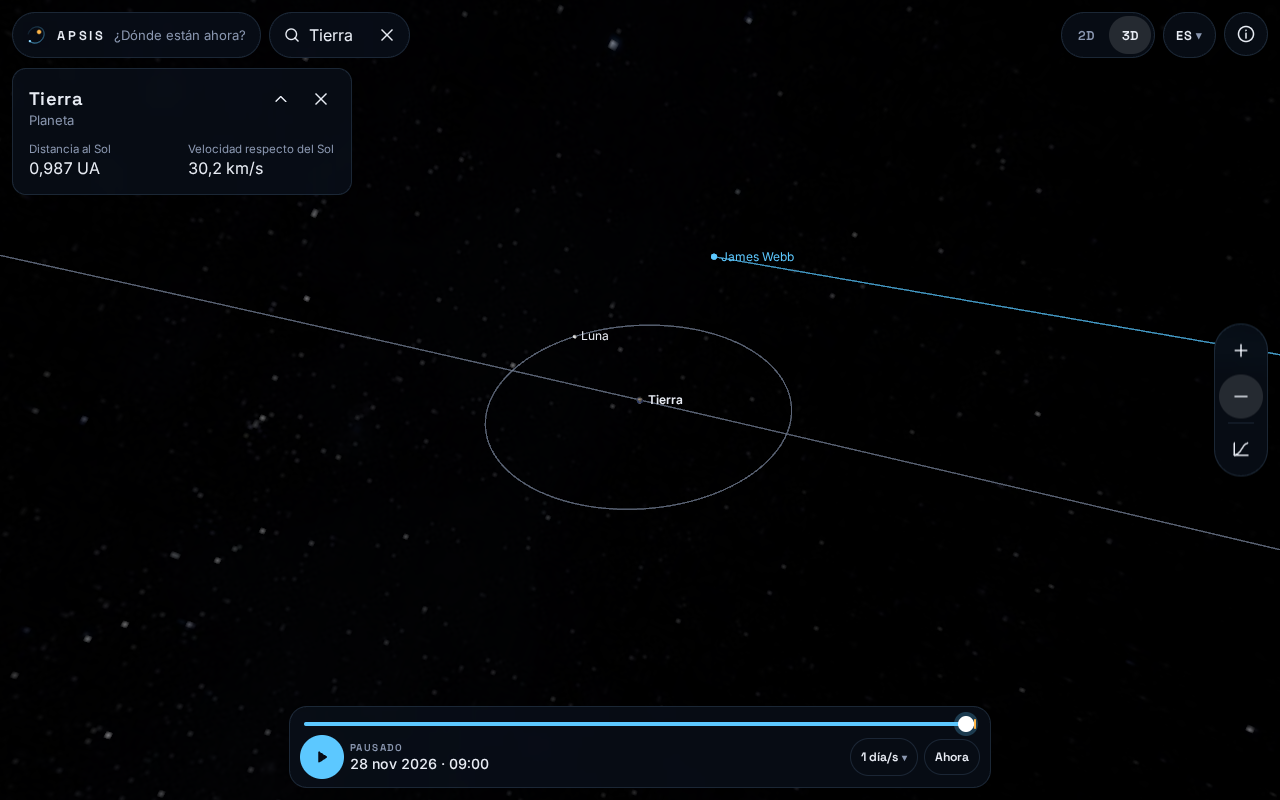 APSIS ¿Dónde están ahora?
Tierra
2D 3D
ES
Tierra
Planeta
Distancia al Sol
0,987 UA
Velocidad respecto del Sol
30,2 km/s
James Webb
Luna
Tierra
PAUSADO
28 nov 2026 · 09:00
1 día/s
Ahora